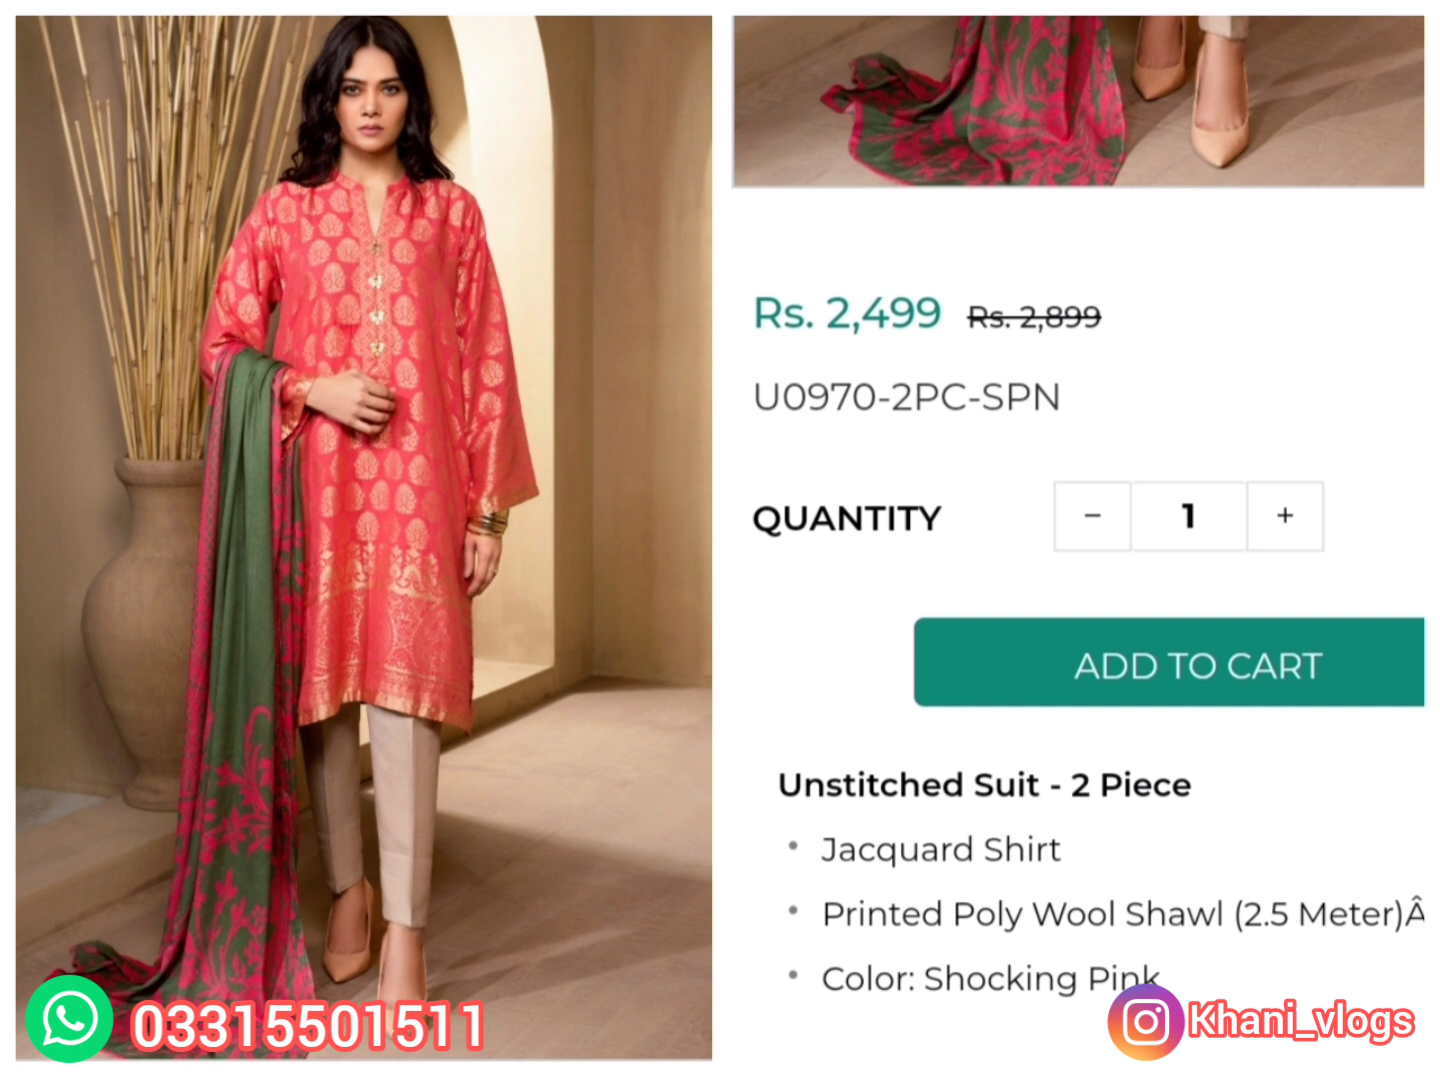 Rs. 2,499 Rs. 2,899
U0970-2PC-SPN
QUANTITY − 1 +
ADD TO CART
Unstitched Suit - 2 Piece
• Jacquard Shirt
• Printed Poly Wool Shawl (2.5 Meter)Â
• Color: Shocking Pink
03315501511
Khani_vlogs